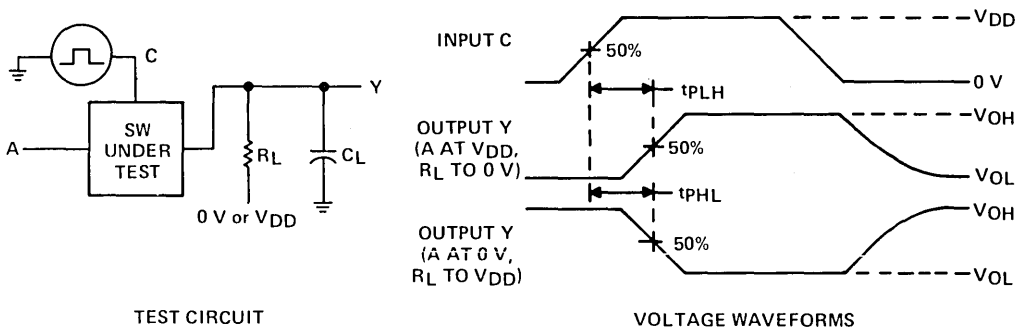 C
A
SW
UNDER
TEST
Y
RL
CL
0 V or VDD
TEST CIRCUIT
INPUT C
50%
VDD
0 V
tPLH
OUTPUT Y
(A AT VDD,
RL TO 0 V)
50%
VOH
VOL
tPHL
OUTPUT Y
(A AT 0 V,
RL TO VDD)
50%
VOH
VOL
VOLTAGE WAVEFORMS